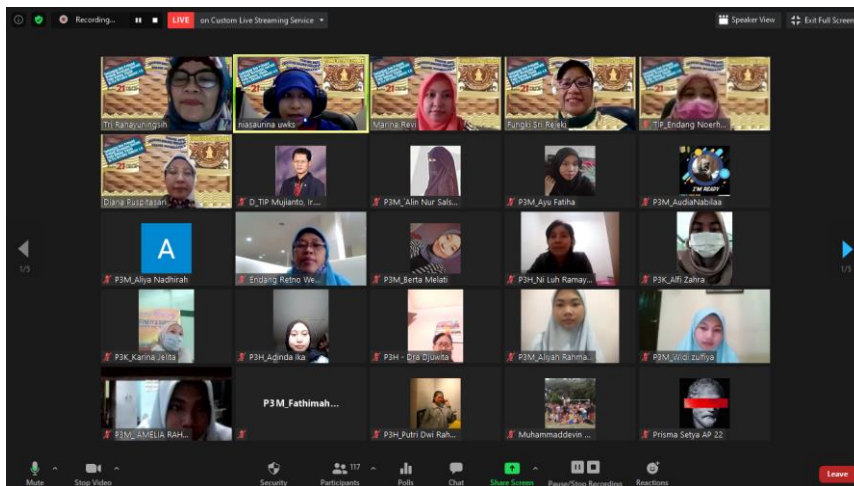 Recording...
LIVE
on Custom Live Streaming Service
Speaker View
Exit Full Screen
Tri Rahayuningsih
niasaurina uwks
Marina Revi
Fungki Sri Rejeki
TIP_Endang Noerh...
Diana Puspitasari
D_TIP Mujianto, Ir....
P3M_'Alin Nur Sals...
P3M_Ayu Fatiha
I'M READY
P3M_AudiaNabilaa
A
P3M_Aliya Nadhirah
Endang Retno We...
P3M_Berta Melati
P3H_Ni Luh Ramay...
P3K_Alfi Zahra
P3K_Karina Jelita
P3H_Adinda Ika
P3H - Dra Djuwita
P3M_Aliyah Rahma...
P3M_Widi zulfiya
P3M_ AMELIA RAH...
P3M_Fathimah...
P3H_Putri Dwi Rah...
Muhammaddevin ...
Prisma Setya AP 22
1/5
1/5
Mute
Stop Video
Security
117
Participants
Polls
Chat
Share Screen
Pause/Stop Recording
Reactions
Leave